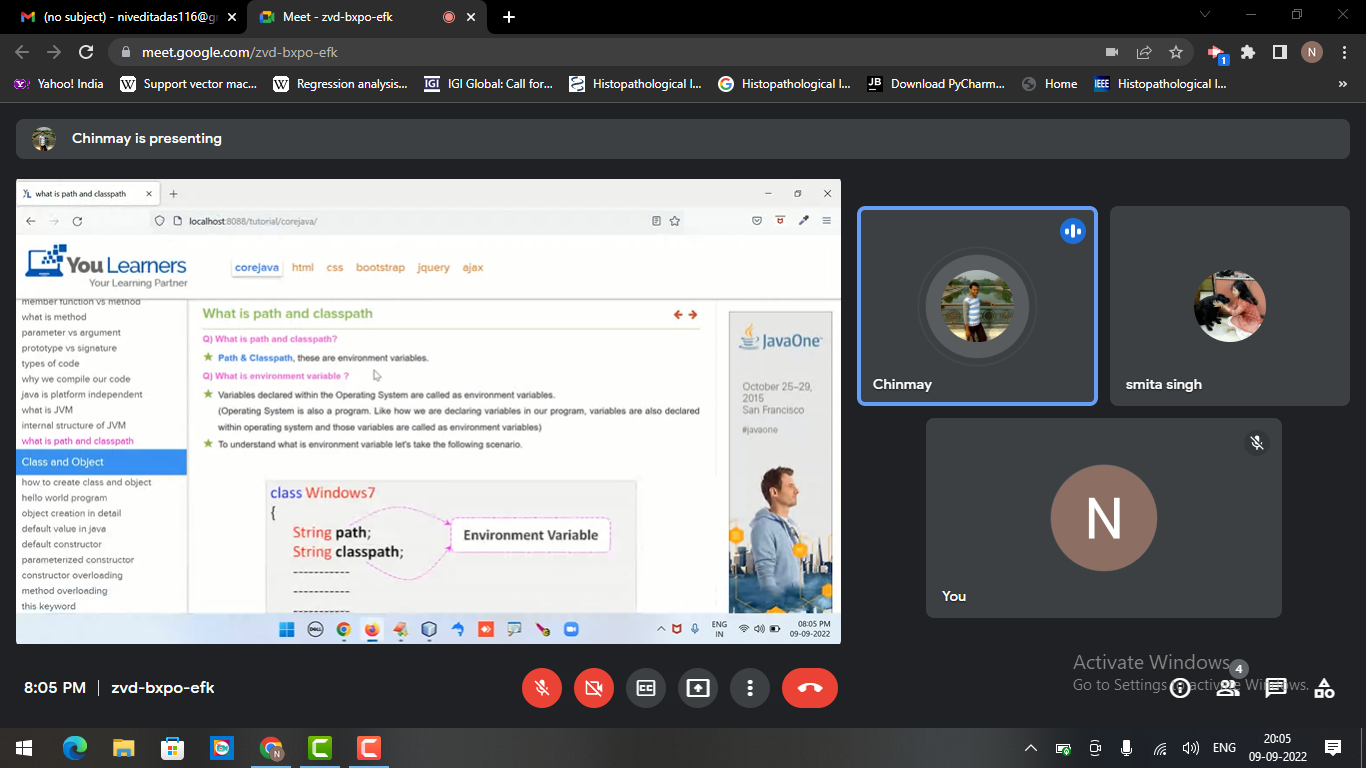 (no subject) - niveditadas116@g
Meet - zvd-bxpo-efk
meet.google.com/zvd-bxpo-efk
1
N
Yahoo! India
Support vector mac...
Regression analysis...
IGI Global: Call for...
Histopathological I...
Histopathological I...
Download PyCharm...
Home
Histopathological I...
Chinmay is presenting
what is path and classpath
localhost:8088/tutorial/corejava/
You Learners
Your Learning Partner
corejava html css bootstrap jquery ajax
member function vs method
what is method
parameter vs argument
prototype vs signature
types of code
why we compile our code
java is platform independent
what is JVM
internal structure of JVM
what is path and classpath
Class and Object
how to create class and object
hello world program
object creation in detail
default value in java
default constructor
parameterized constructor
constructor overloading
method overloading
this keyword
What is path and classpath
Q) What is path and classpath?
Path & Classpath, these are environment variables.
Q) What is environment variable ?
Variables declared within the Operating System are called as environment variables.
(Operating System is also a program. Like how we are declaring variables in our program, variables are also declared
within operating system and those variables are called as environment variables)
To understand what is environment variable let's take the following scenario.
class Windows7
{
String path;
String classpath;
-----------
-----------
-----------
Environment Variable
JavaOne
October 25–29,
2015
San Francisco
#javaone
ENG
IN
08:05 PM
09-09-2022
Chinmay
smita singh
N
You
8:05 PM | zvd-bxpo-efk
Activate Windows
Go to Settings to activate Windows.
4
ENG
20:05
09-09-2022